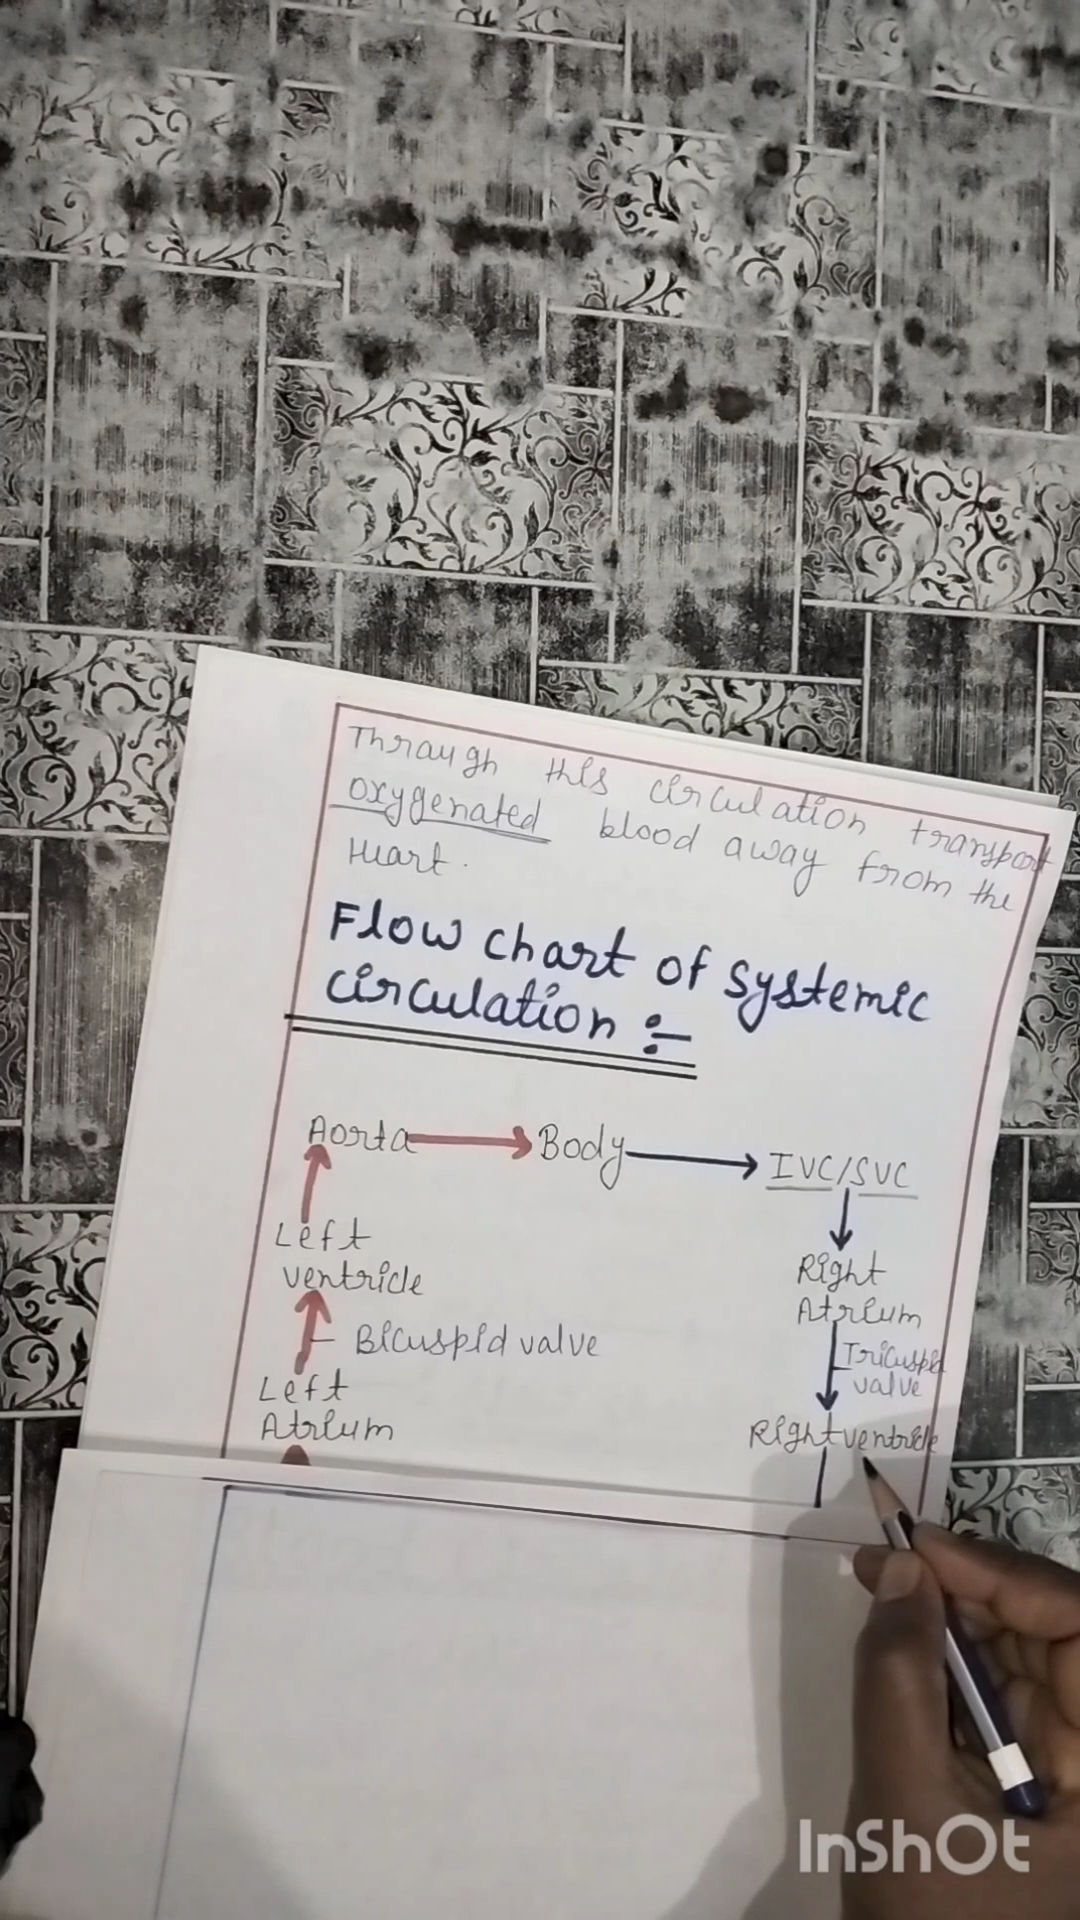 Through this circulation transport
oxygenated blood away from the
Heart.
Flow chart of systemic
circulation :-
Aorta Body IVC/SVC
Left
ventricle
Right
Atrium
Bicuspid valve
Tricuspid
valve
Left
Atrium
Right ventricle
InShOt